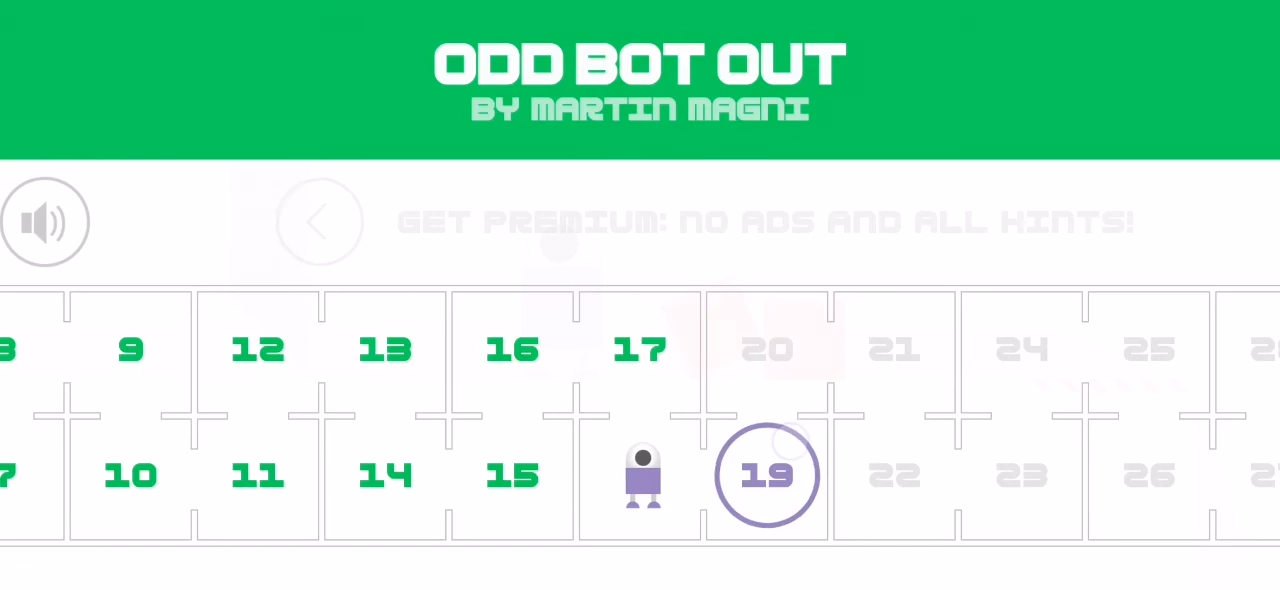 ODD BOT OUT
BY MARTIN MAGNI
GET PREMIUM: NO ADS AND ALL HINTS!
9 12 13 16 17 20 21 24 25
7 10 11 14 15 19 22 23 26